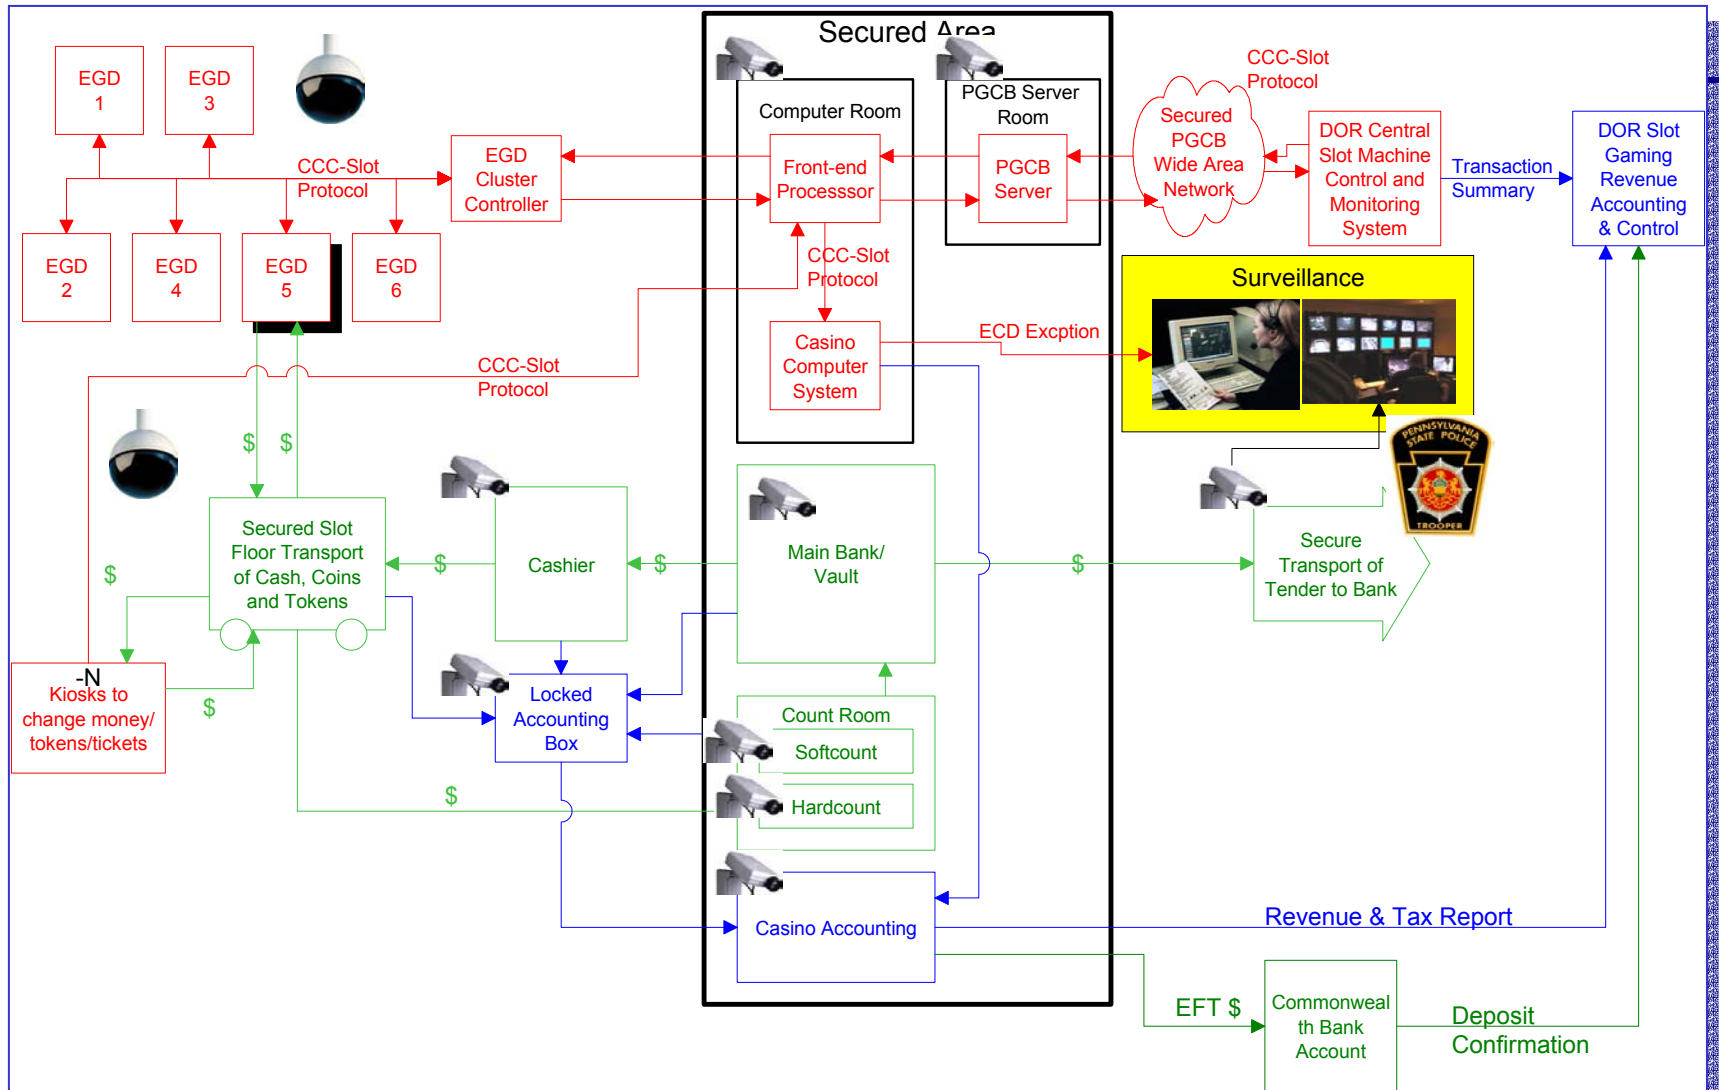 Secured Area
EGD
1
EGD
3
CCC-Slot
Protocol
EGD
2
EGD
4
EGD
5
EGD
6
EGD
Cluster
Controller
Computer Room
Front-end
Processsor
CCC-Slot
Protocol
Casino
Computer
System
PGCB Server
Room
PGCB
Server
Secured
PGCB
Wide Area
Network
CCC-Slot
Protocol
DOR Central
Slot Machine
Control and
Monitoring
System
Transaction
Summary
DOR Slot
Gaming
Revenue
Accounting
& Control
Surveillance
ECD Excption
CCC-Slot
Protocol
PENNSYLVANIA
STATE POLICE
TROOPER
$
$
Secured Slot
Floor Transport
of Cash, Coins
and Tokens
$
Cashier
$
Main Bank/
Vault
$
Secure
Transport of
Tender to Bank
$
-N
Kiosks to
change money/
tokens/tickets
$
Locked
Accounting
Box
Count Room
Softcount
Hardcount
$
Casino Accounting
Revenue & Tax Report
EFT $
Commonweal
th Bank
Account
Deposit
Confirmation